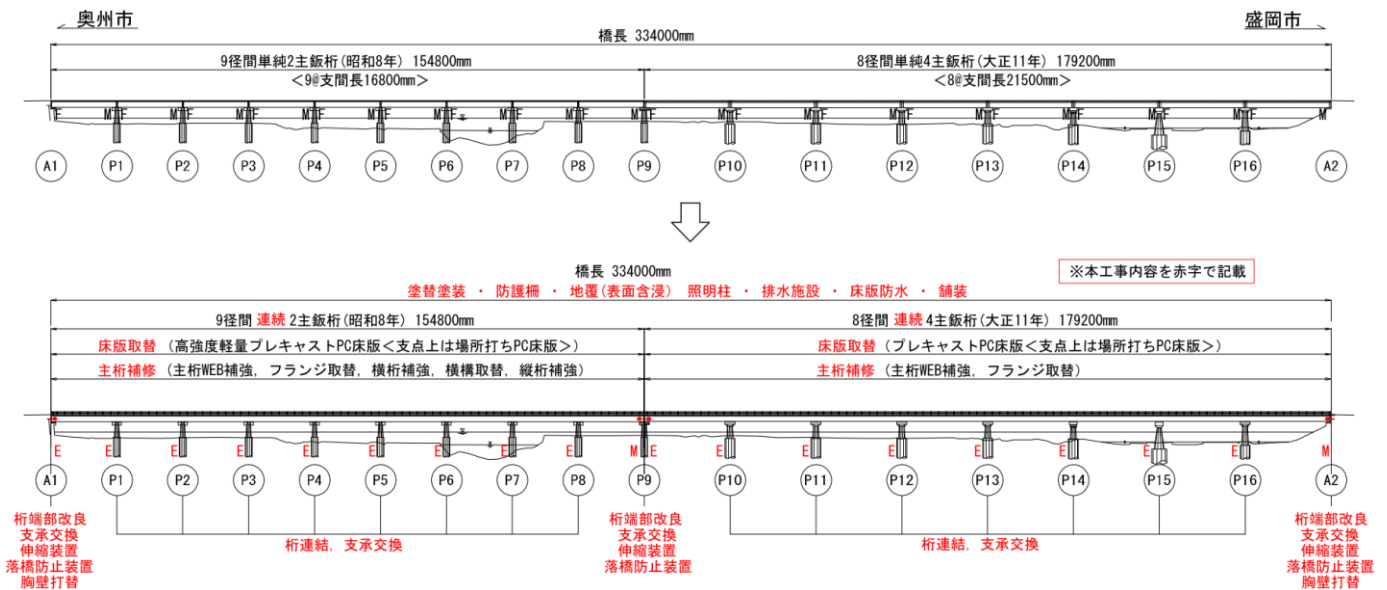 奥州市
盛岡市
橋長 334000mm
9径間単純2主鈑桁(昭和8年) 154800mm
8径間単純4主鈑桁(大正11年) 179200mm
<9@支間長16800mm>
<8@支間長21500mm>
F M F M F M F M F M F M F M F M F M F M F M F M F M F M F M F M F M
A1 P1 P2 P3 P4 P5 P6 P7 P8 P9 P10 P11 P12 P13 P14 P15 P16 A2
※本工事内容を赤字で記載
橋長 334000mm
塗替塗装 ・ 防護柵 ・ 地覆(表面含浸) 照明柱 ・ 排水施設 ・ 床版防水 ・ 舗装
9径間 連続 2主鈑桁(昭和8年) 154800mm
8径間 連続 4主鈑桁(大正11年) 179200mm
床版取替 (高強度軽量プレキャストPC床版<支点上は場所打ちPC床版>)
床版取替 (プレキャストPC床版<支点上は場所打ちPC床版>)
主桁補修 (主桁WEB補強, フランジ取替, 横桁補強, 横構取替, 縦桁補強)
主桁補修 (主桁WEB補強, フランジ取替)
E E E E E E E E E M E E E E E E E E M
A1 P1 P2 P3 P4 P5 P6 P7 P8 P9 P10 P11 P12 P13 P14 P15 P16 A2
桁端部改良
支承交換
伸縮装置
落橋防止装置
胸壁打替
桁連結, 支承交換
桁端部改良
支承交換
伸縮装置
落橋防止装置
桁連結, 支承交換
桁端部改良
支承交換
伸縮装置
落橋防止装置
胸壁打替